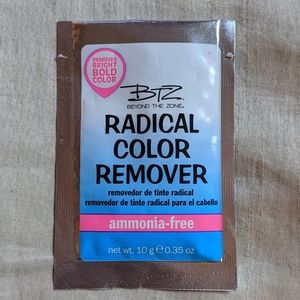 REMOVES
BRIGHT
BOLD
COLOR
BTZ
BEYOND THE ZONE.
RADICAL
COLOR
REMOVER
removedor de tinte radical
removedor de tinte radical para el cabello
ammonia-free
net wt. 10 g ℮ 0.35 oz